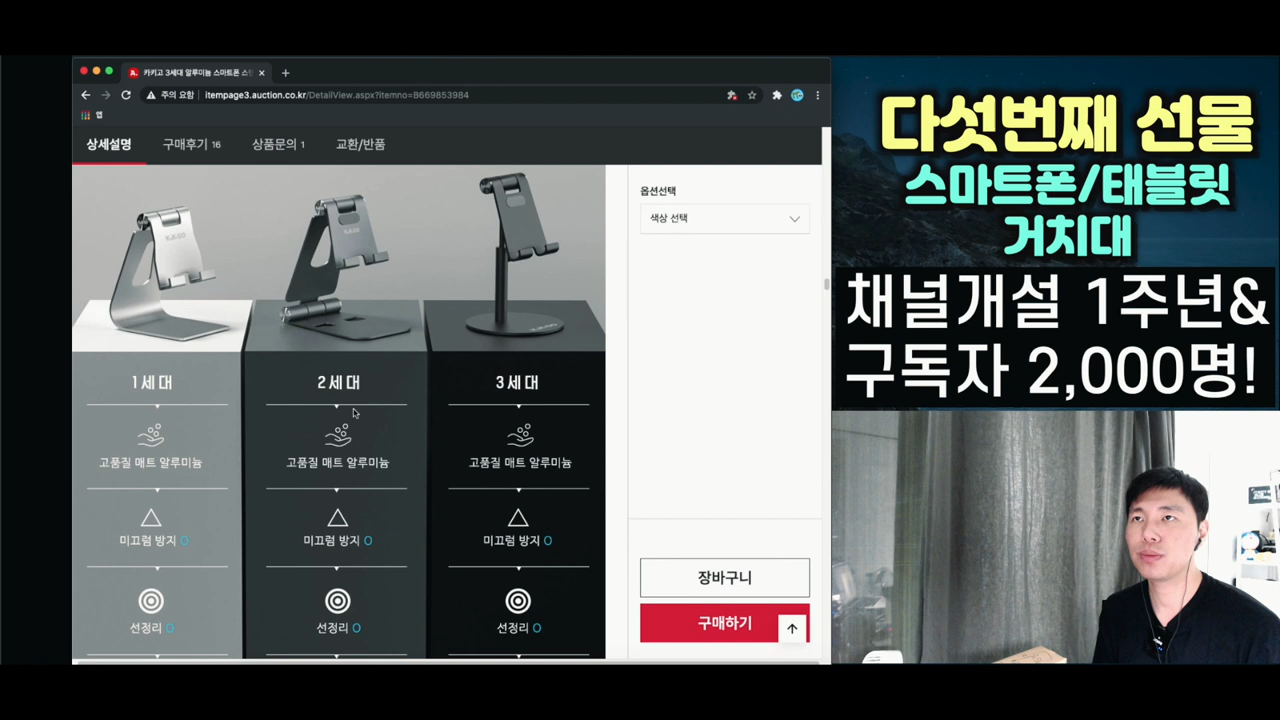 카키고 3세대 알루미늄 스마트폰 스탠
주의 요함
itempage3.auction.co.kr/DetailView.aspx?itemno=B669853984
앱
상세설명
구매후기 16
상품문의 1
교환/반품
옵션선택
색상 선택
1세대
2세대
3세대
고품질 매트 알루미늄
고품질 매트 알루미늄
고품질 매트 알루미늄
미끄럼 방지 O
미끄럼 방지 O
미끄럼 방지 O
선정리 O
선정리 O
선정리 O
장바구니
구매하기
다섯번째 선물
스마트폰/태블릿
거치대
채널개설 1주년&
구독자 2,000명!